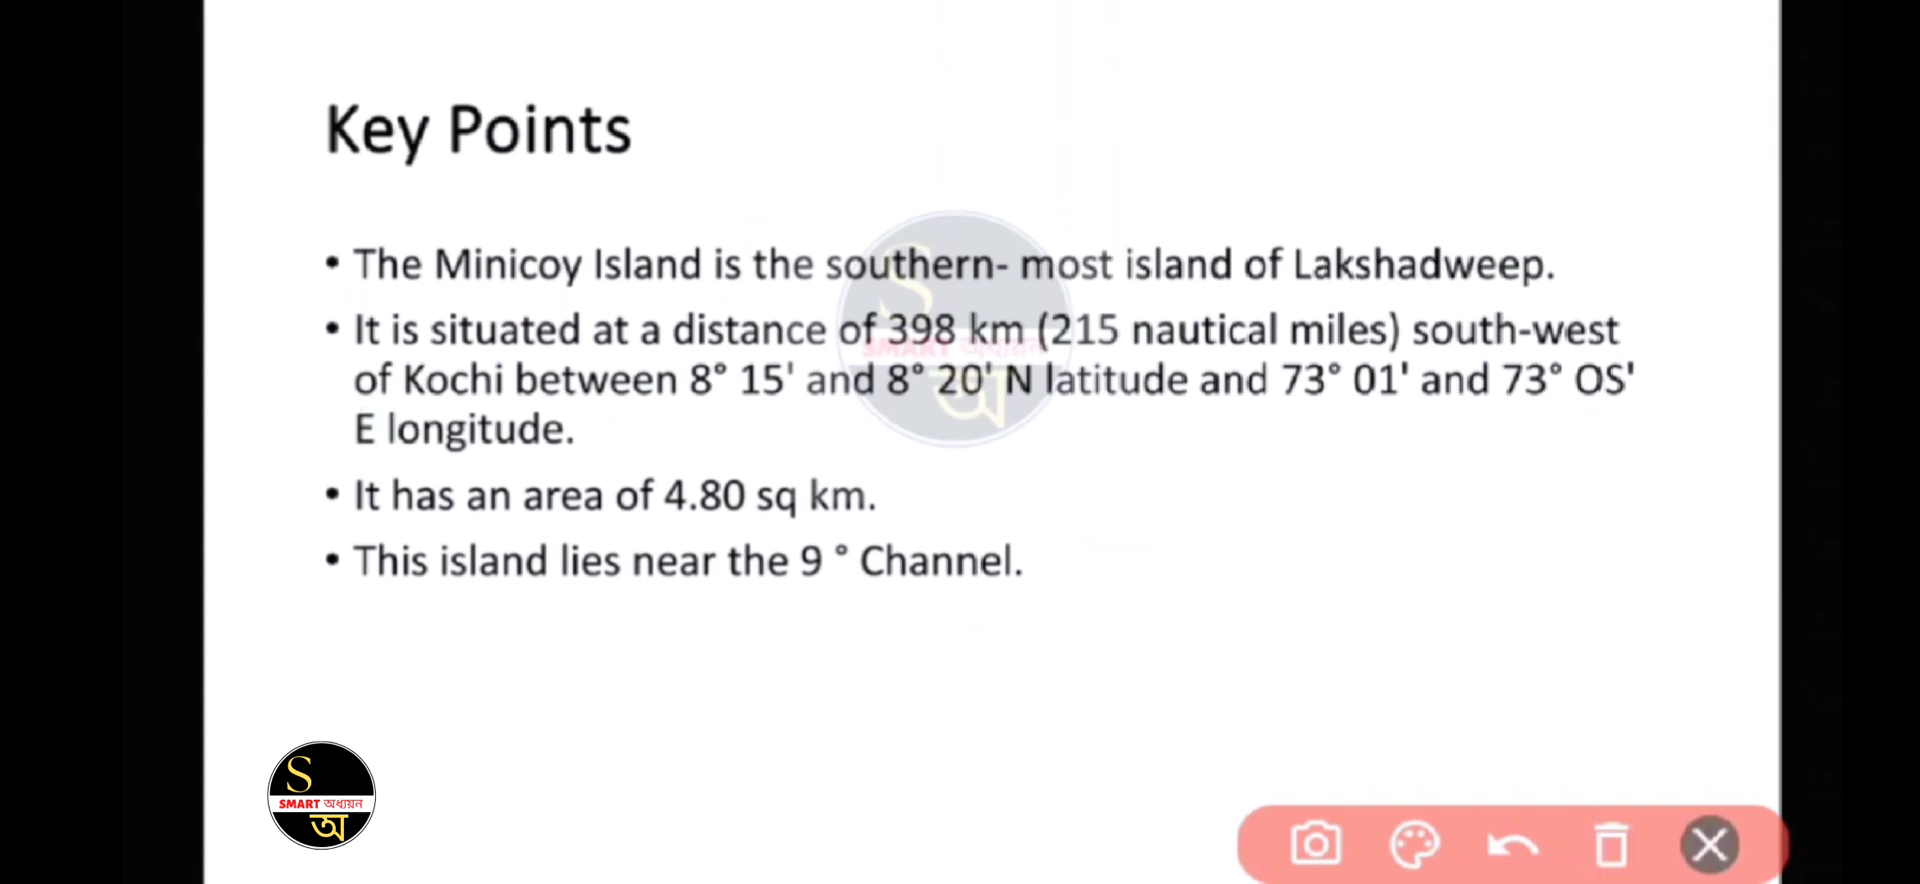 Key Points
• The Minicoy Island is the southern- most island of Lakshadweep.
• It is situated at a distance of 398 km (215 nautical miles) south-west
of Kochi between 8° 15' and 8° 20' N latitude and 73° 01' and 73° OS'
E longitude.
• It has an area of 4.80 sq km.
• This island lies near the 9 ° Channel.
S
SMART অধ্যয়ন
অ
S
SMART অধ্যয়ন
অ